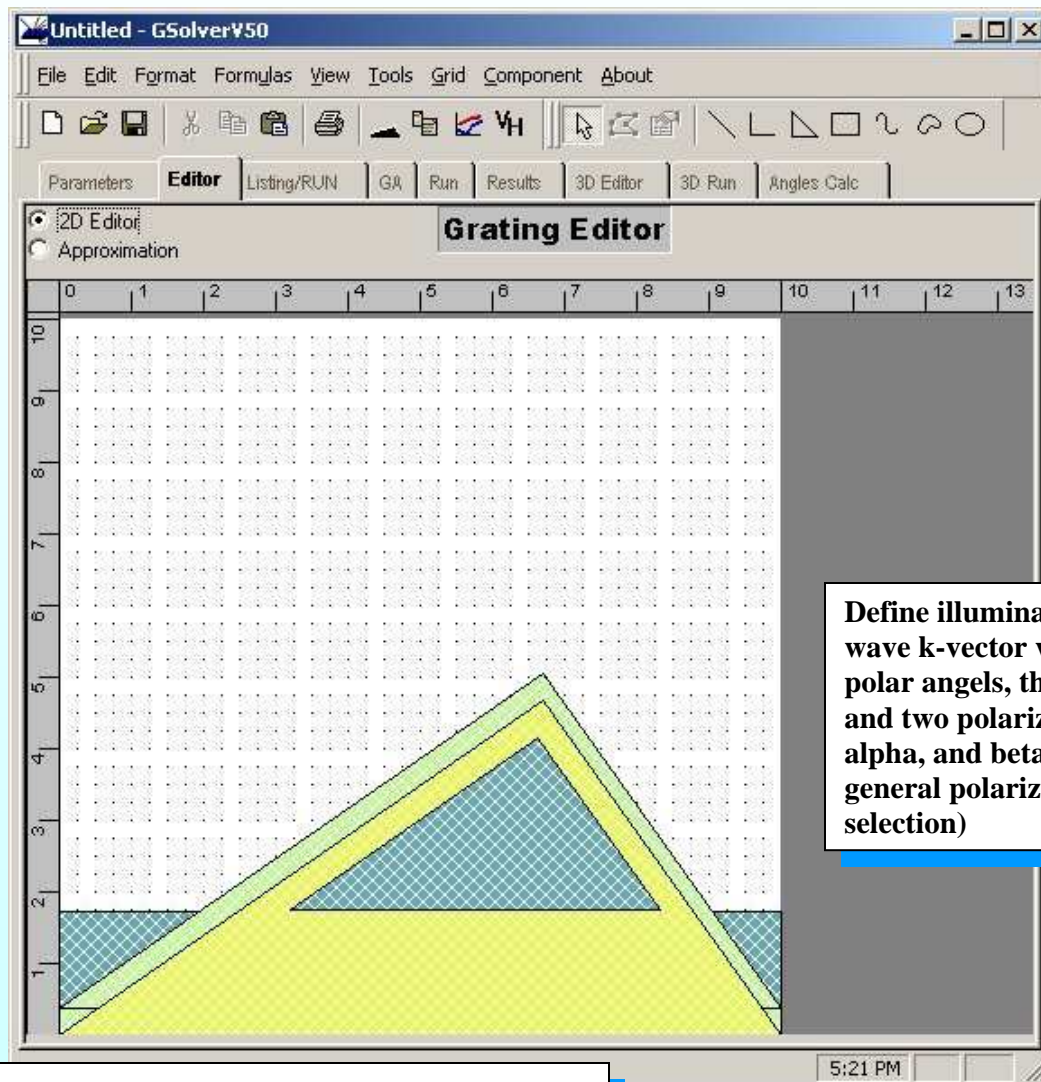 Untitled - GSolverV50
File Edit Format Formulas View Tools Grid Component About
VH
Parameters Editor Listing/RUN GA Run Results 3D Editor 3D Run Angles Calc
2D Editor
Approximation
Grating Editor
0 1 2 3 4 5 6 7 8 9 10 11 12 13
10
9
8
7
6
5
4
3
2
1
Define illumina
wave k-vector
polar angels, th
and two polariz
alpha, and beta
general polariz
selection)
5:21 PM